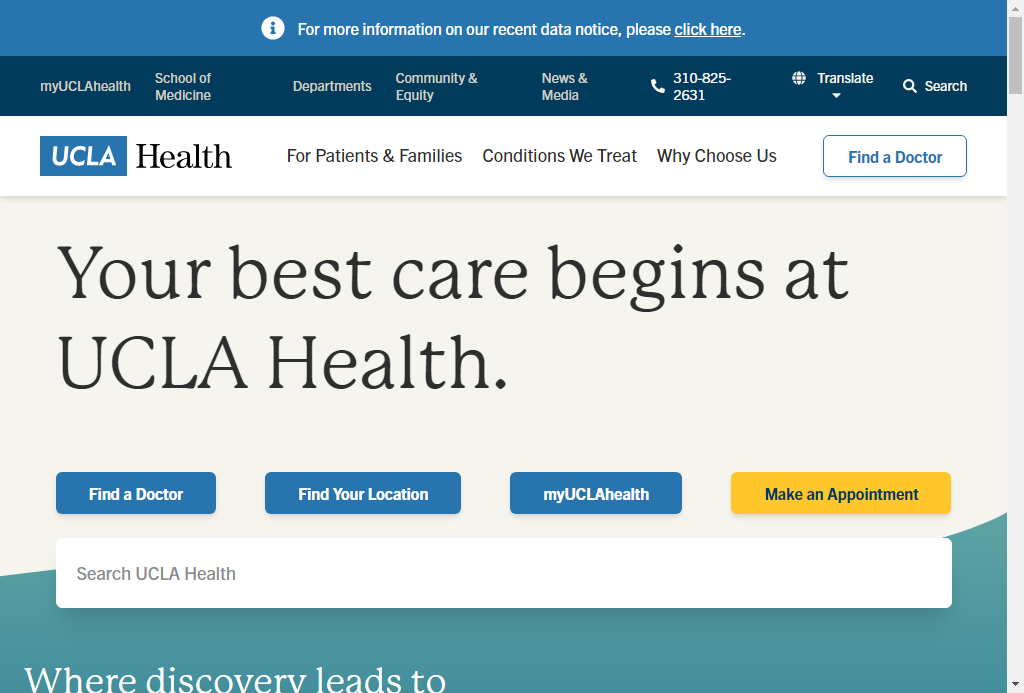 For more information on our recent data notice, please click here.
myUCLAhealth
School of
Medicine
Departments
Community &
Equity
News &
Media
310-825-
2631
Translate
Search
UCLA Health
For Patients & Families
Conditions We Treat
Why Choose Us
Find a Doctor
Your best care begins at
UCLA Health.
Find a Doctor
Find Your Location
myUCLAhealth
Make an Appointment
Search UCLA Health
Where discovery leads to